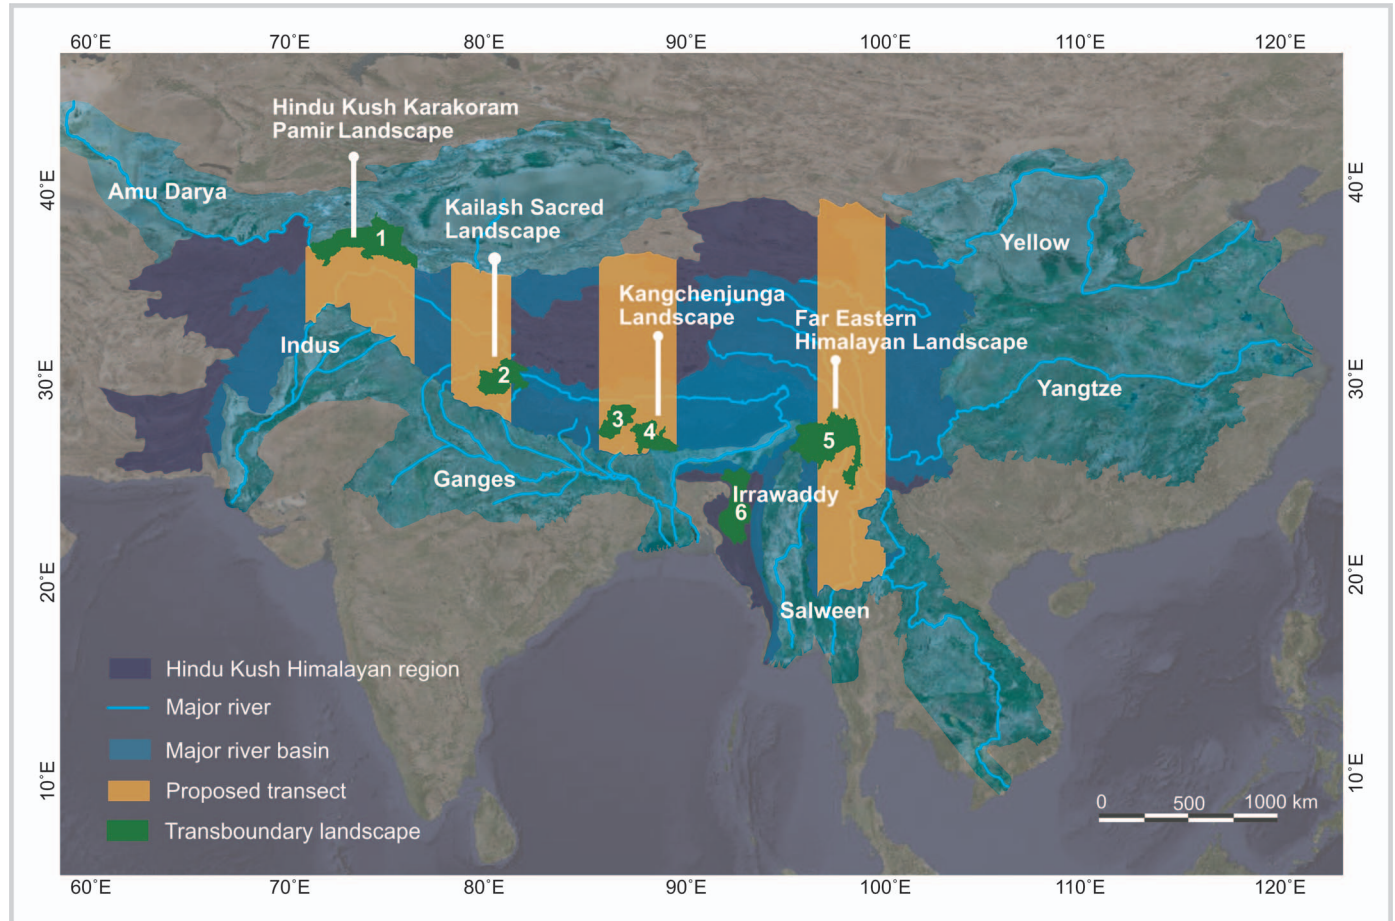 60°E 70°E 80°E 90°E 100°E 110°E 120°E
40°E
30°E
20°E
10°E
Hindu Kush Karakoram
Pamir Landscape
Amu Darya
Kailash Sacred
Landscape
1
Yellow
Kangchenjunga
Landscape
Far Eastern
Himalayan Landscape
Indus
2
Yangtze
3
4
5
Ganges
Irrawaddy
6
Salween
Hindu Kush Himalayan region
Major river
Major river basin
Proposed transect
Transboundary landscape
0 500 1000 km
40°E
30°E
20°E
10°E
60°E 70°E 80°E 90°E 100°E 110°E 120°E